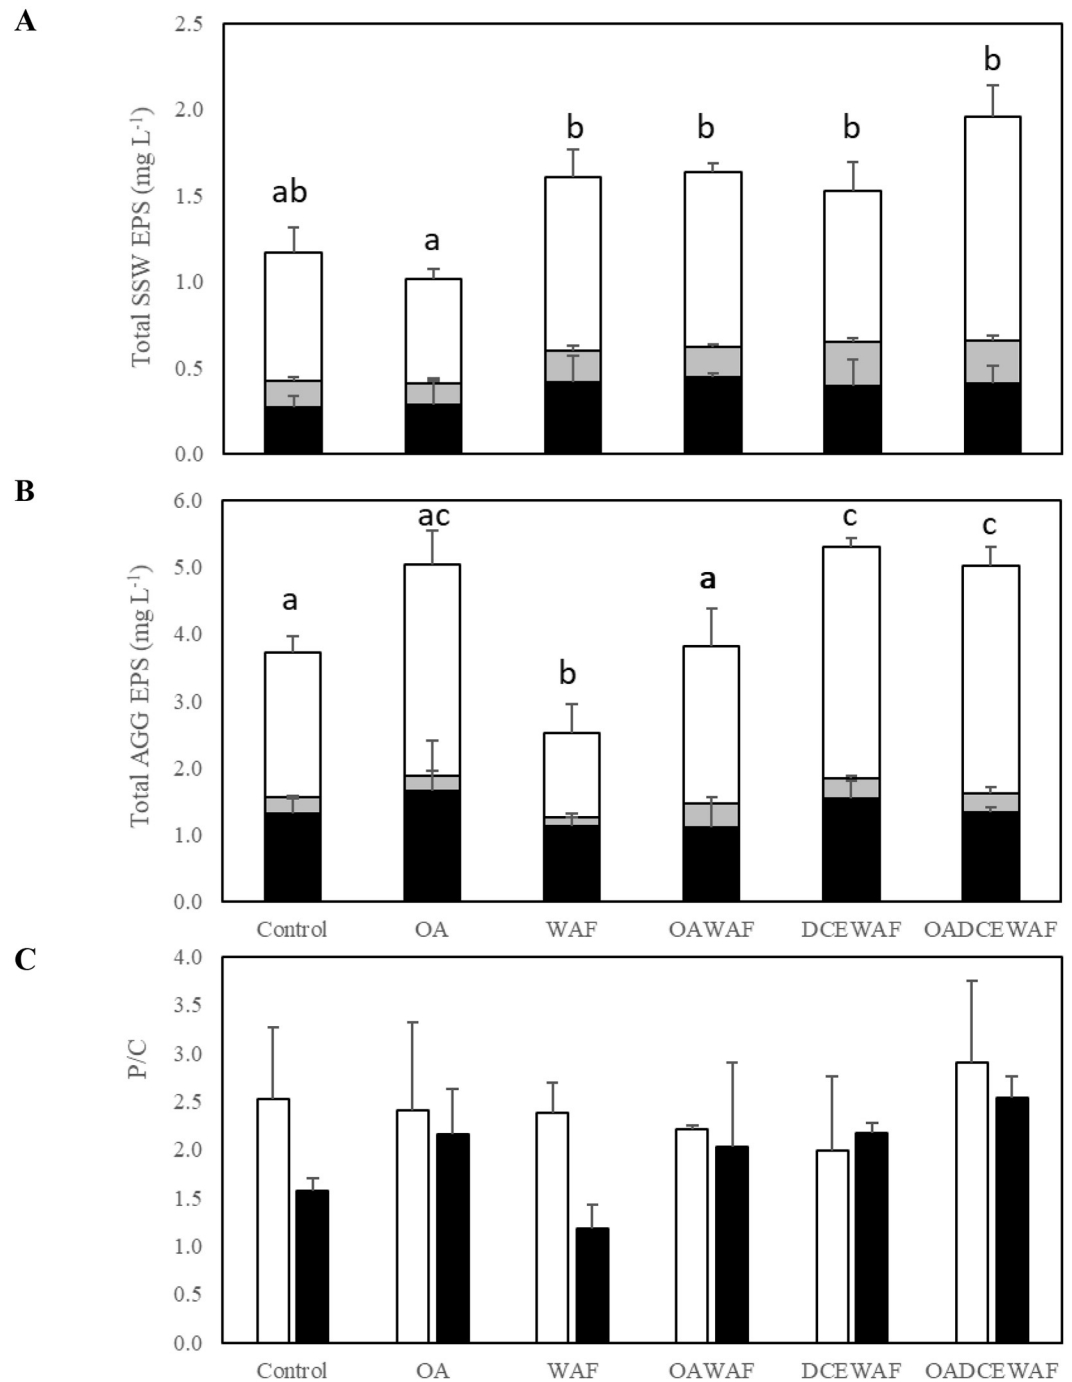 A
Total SSW EPS (mg L-1)
2.5
2.0
1.5
1.0
0.5
0.0
ab
a
b
b
b
b
B
Total AGG EPS (mg L-1)
6.0
5.0
4.0
3.0
2.0
1.0
0.0
a
ac
b
a
c
c
Control OA WAF OAWAF DCEWAF OADCEWAF
C
P/C
4.0
3.5
3.0
2.5
2.0
1.5
1.0
0.5
0.0
Control OA WAF OAWAF DCEWAF OADCEWAF